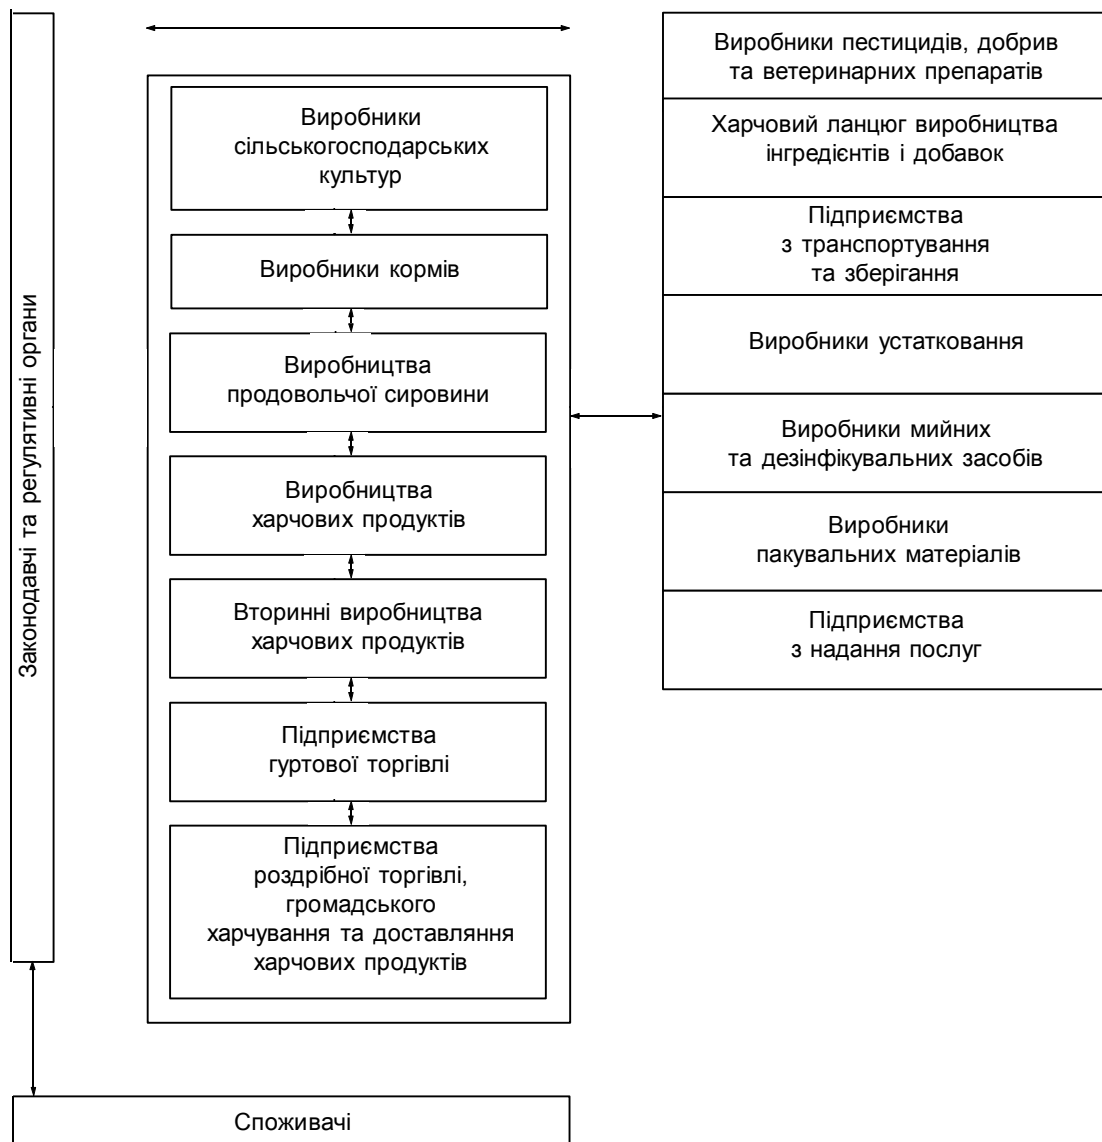 Законодавчі та регулятивні органи
Виробники
сільськогосподарських
культур
Виробники кормів
Виробництва
продовольчої сировини
Виробництва
харчових продуктів
Вторинні виробництва
харчових продуктів
Підприємства
гуртової торгівлі
Підприємства
роздрібної торгівлі,
громадського
харчування та доставляння
харчових продуктів
Виробники пестицидів, добрив
та ветеринарних препаратів
Харчовий ланцюг виробництва
інгредієнтів і добавок
Підприємства
з транспортування
та зберігання
Виробники устатковання
Виробники мийних
та дезінфікувальних засобів
Виробники
пакувальних матеріалів
Підприємства
з надання послуг
Споживачі